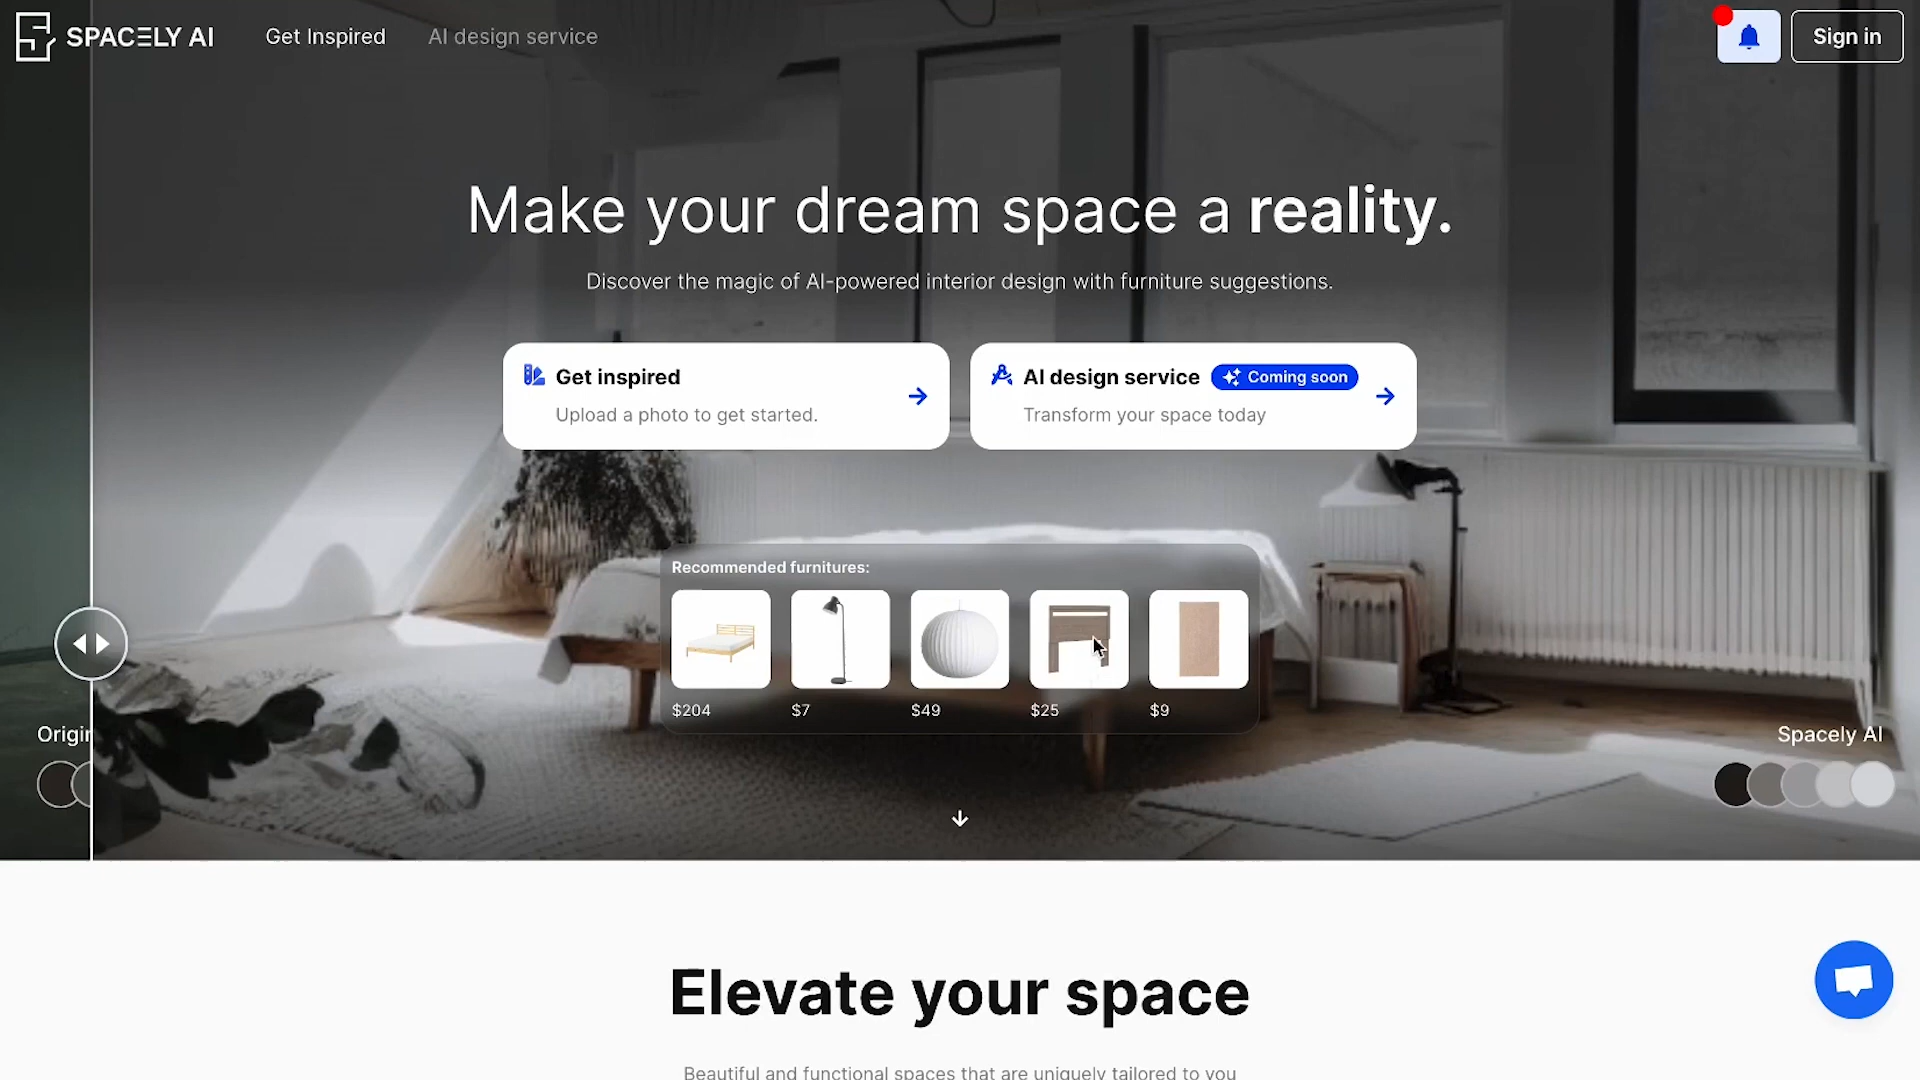 SPACELY AI
Get Inspired
AI design service
Sign in
Make your dream space a reality.
Discover the magic of AI-powered interior design with furniture suggestions.
Get inspired
Upload a photo to get started.
AI design service
Coming soon
Transform your space today
Recommended furnitures:
$204
$7
$49
$25
$9
Origin
Spacely AI
Elevate your space
Beautiful and functional spaces that are uniquely tailored to you